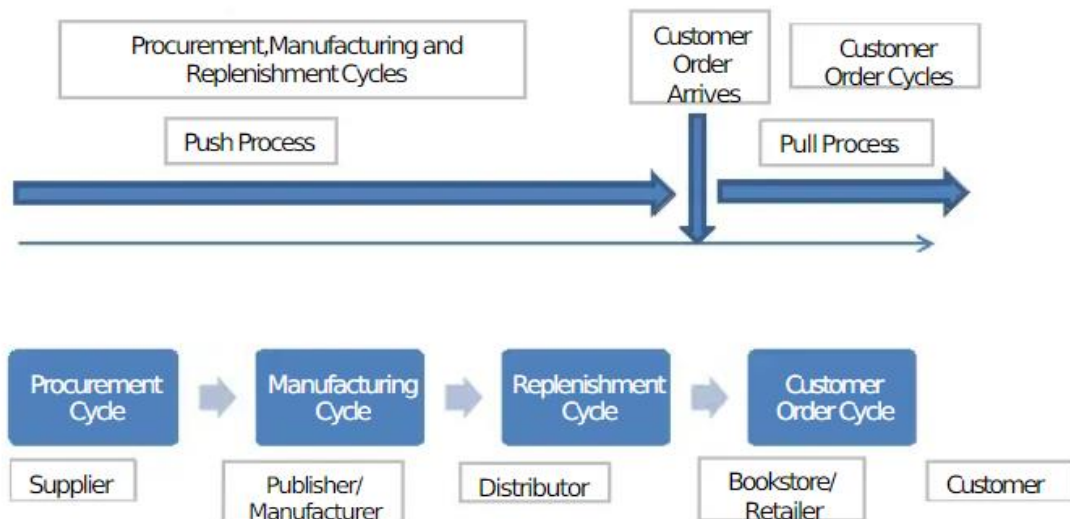 Procurement,Manufacturing and
Replenishment Cycles
Customer
Order
Arrives
Customer
Order Cycles
Push Process
Pull Process
Procurement
Cycle
Manufacturing
Cycle
Replenishment
Cycle
Customer
Order Cycle
Supplier
Publisher/
Manufacturer
Distributor
Bookstore/
Retailer
Customer